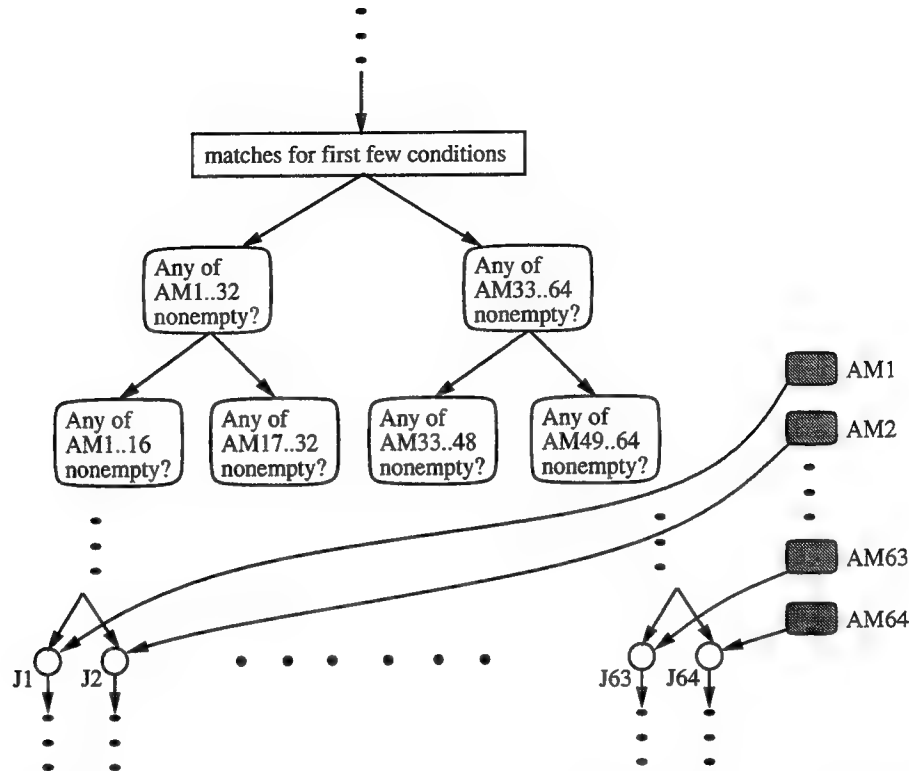 matches for first few conditions
Any of
AM1..32
nonempty?
Any of
AM33..64
nonempty?
Any of
AM1..16
nonempty?
Any of
AM17..32
nonempty?
Any of
AM33..48
nonempty?
Any of
AM49..64
nonempty?
AM1
AM2
AM63
AM64
J1
J2
J63
J64